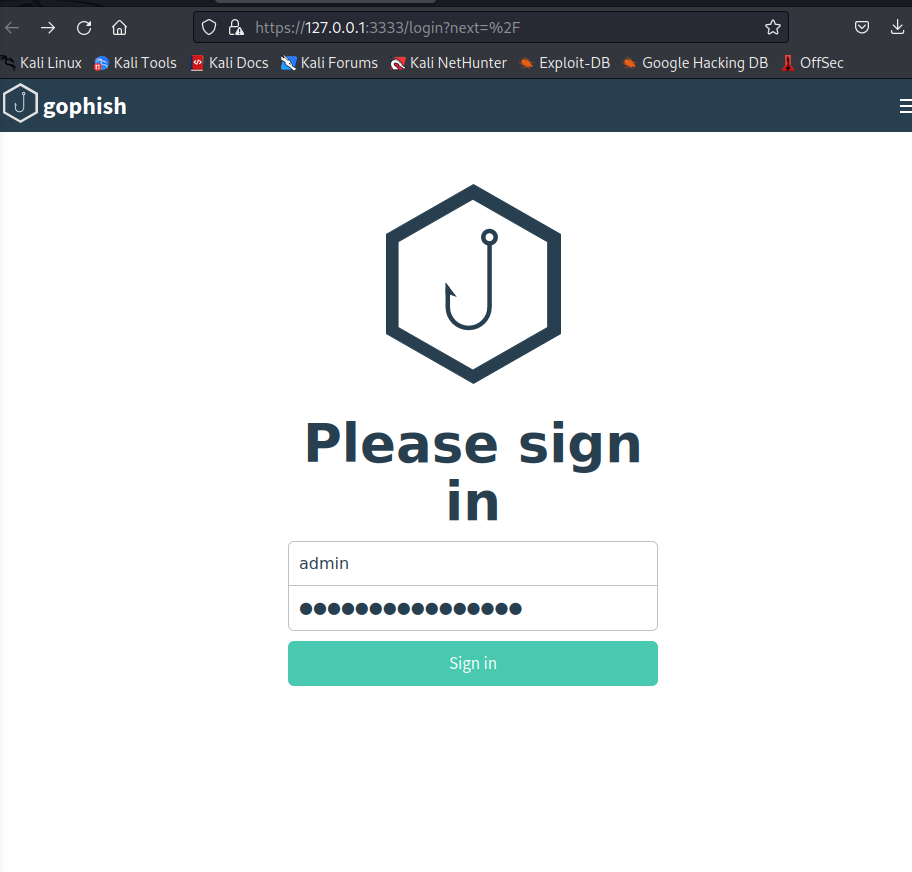 https://127.0.0.1:3333/login?next=%2F
Kali Linux Kali Tools Kali Docs Kali Forums Kali NetHunter Exploit-DB Google Hacking DB OffSec
gophish
Please sign
in
admin
●●●●●●●●●●●●●●●●
Sign in